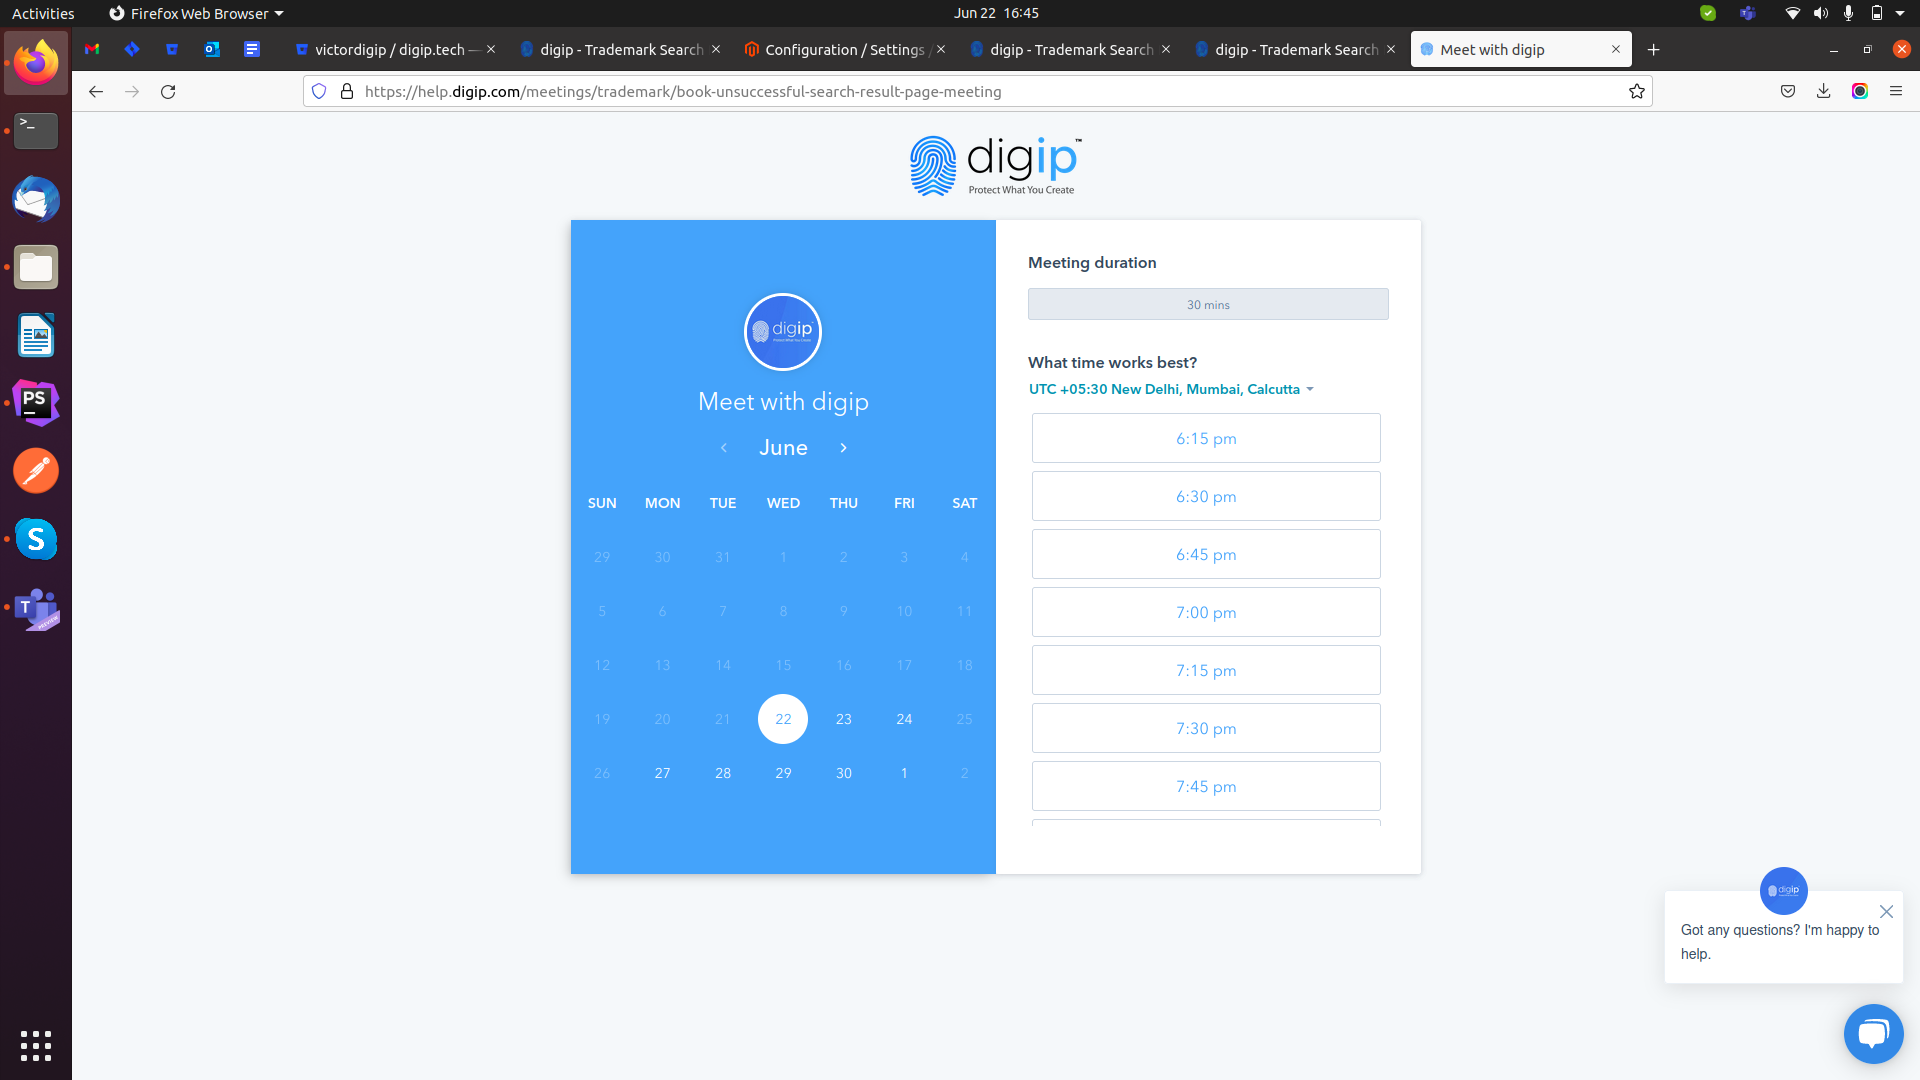 Activities
Firefox Web Browser
Jun 22 16:45
victordigip / digip.tech —
digip - Trademark Search
Configuration / Settings /
digip - Trademark Search
digip - Trademark Search
Meet with digip
https://help.digip.com/meetings/trademark/book-unsuccessful-search-result-page-meeting
digip™
Protect What You Create
digip
Protect What You Create
Meet with digip
June
SUN MON TUE WED THU FRI SAT
29 30 31 1 2 3 4
5 6 7 8 9 10 11
12 13 14 15 16 17 18
19 20 21 22 23 24 25
26 27 28 29 30 1 2
Meeting duration
30 mins
What time works best?
UTC +05:30 New Delhi, Mumbai, Calcutta
6:15 pm
6:30 pm
6:45 pm
7:00 pm
7:15 pm
7:30 pm
7:45 pm
digip
Got any questions? I'm happy to
help.
>_
PS
S
T
PREVIEW